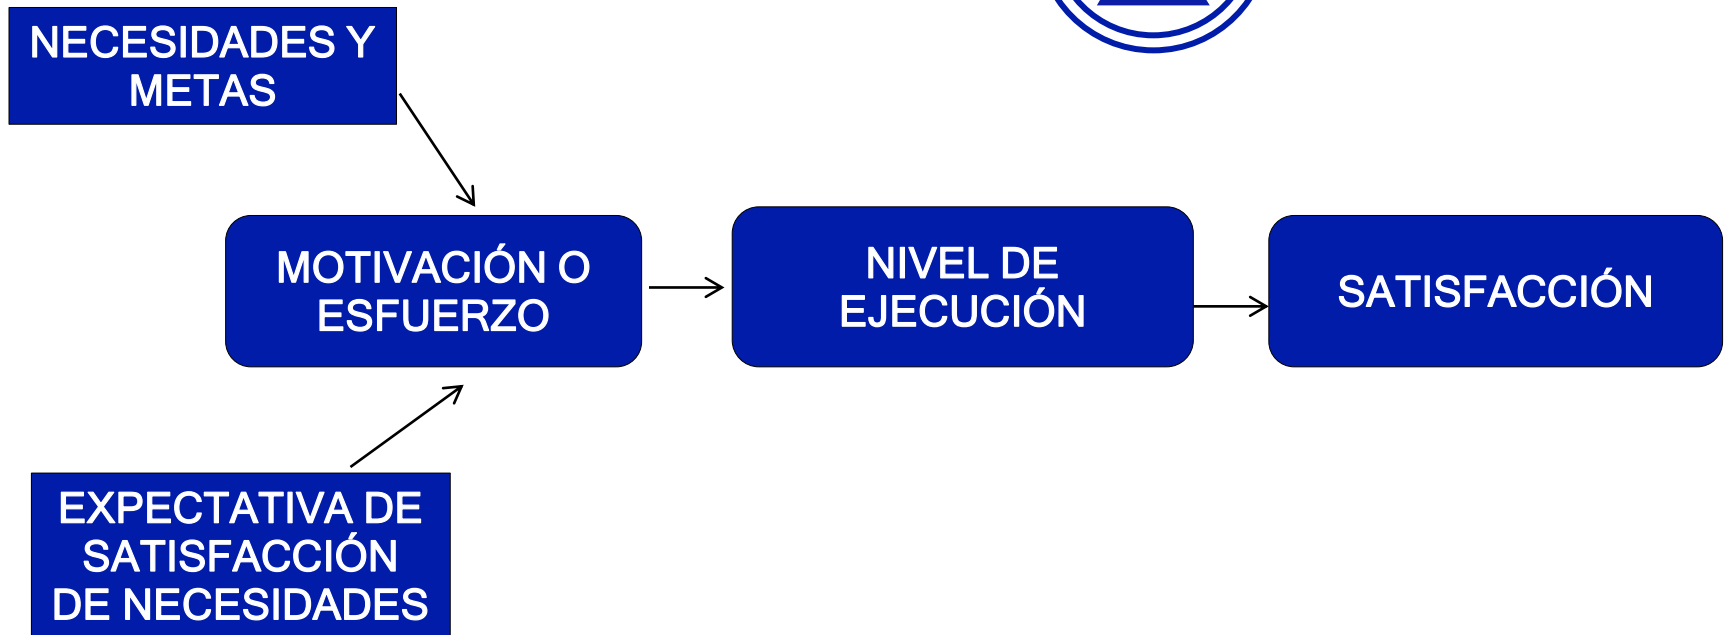 NECESIDADES Y
METAS
MOTIVACIÓN O
ESFUERZO
NIVEL DE
EJECUCIÓN
SATISFACCIÓN
EXPECTATIVA DE
SATISFACCIÓN
DE NECESIDADES